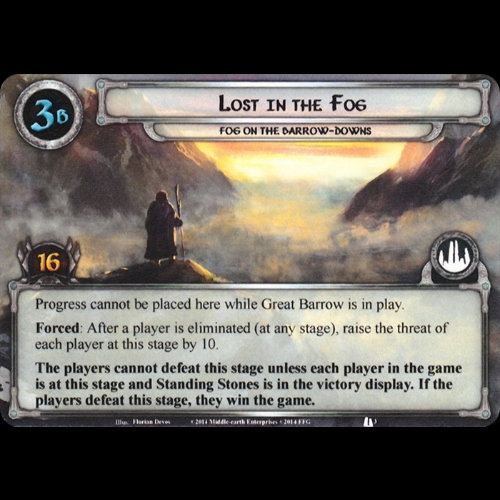 3B
LOST IN THE FOG
FOG ON THE BARROW-DOWNS
16
Progress cannot be placed here while Great Barrow is in play.
Forced: After a player is eliminated (at any stage), raise the threat of
each player at this stage by 10.
The players cannot defeat this stage unless each player in the game
is at this stage and Standing Stones is in the victory display. If the
players defeat this stage, they win the game.
Illus. Florian Devos © 2014 Middle-earth Enterprises © 2014 FFG
3